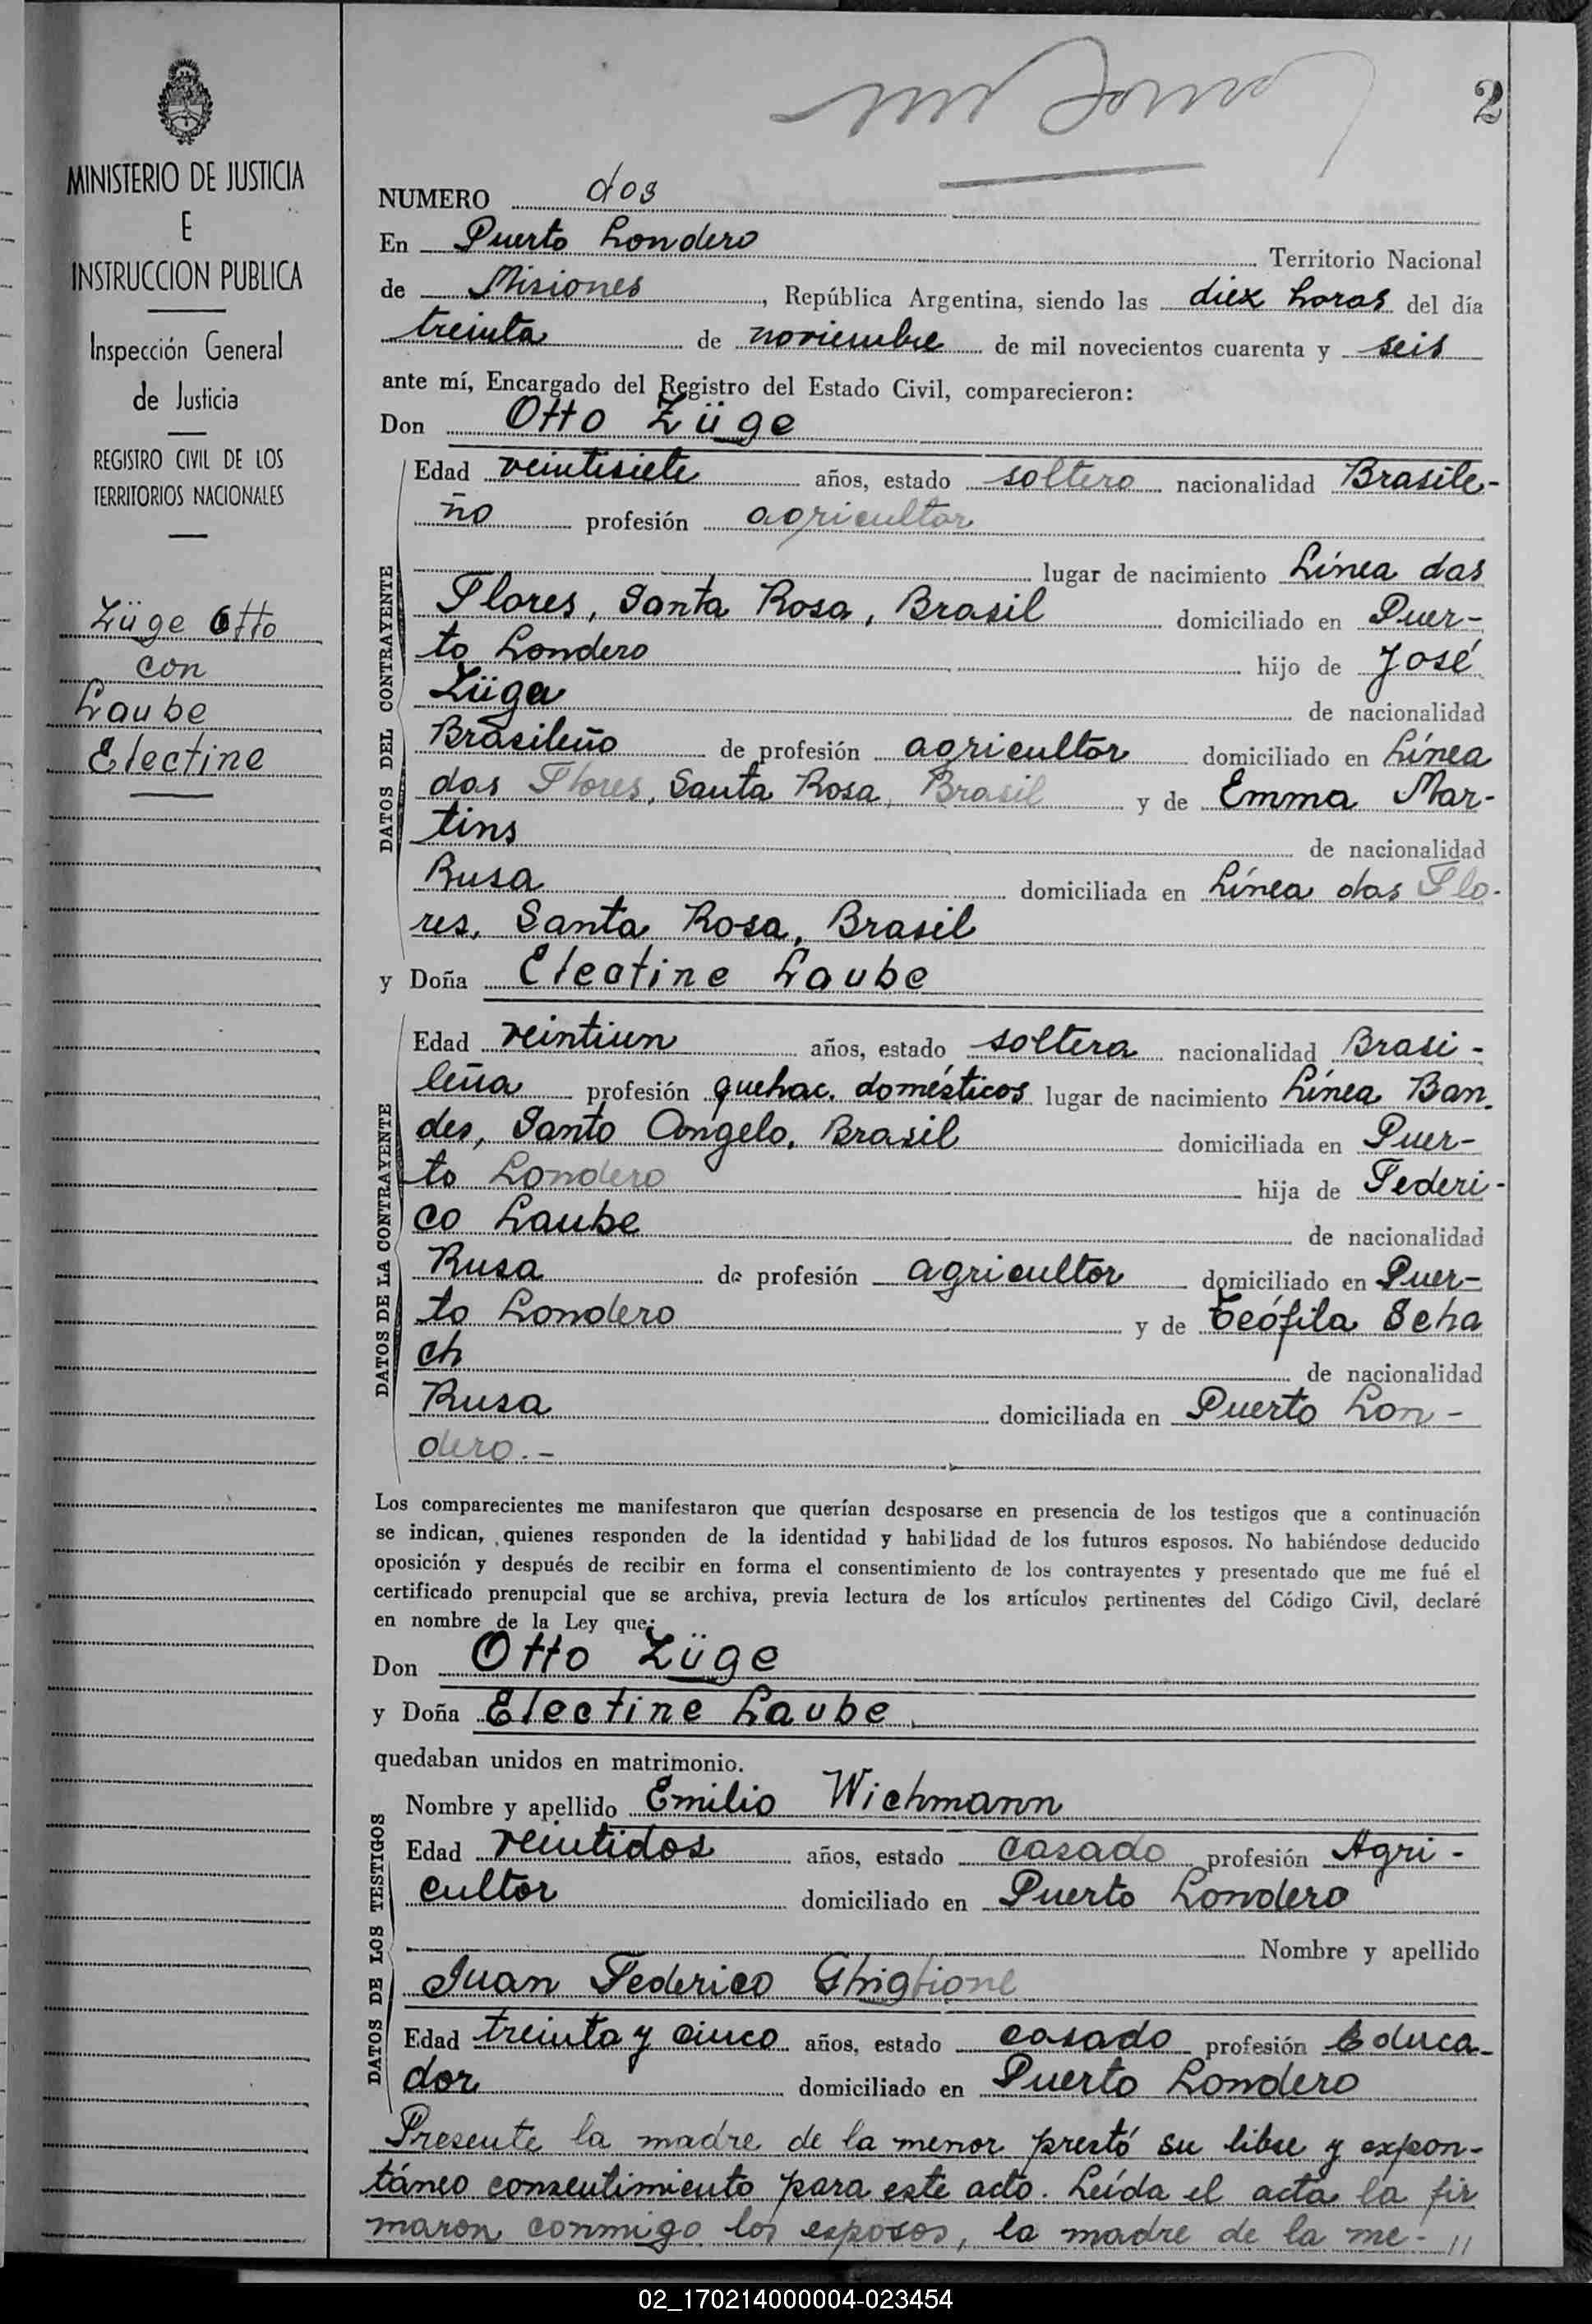 2
MINISTERIO DE JUSTICIA
E
INSTRUCCION PUBLICA
Inspección General
de Justicia
REGISTRO CIVIL DE LOS
TERRITORIOS NACIONALES
Züge Otto
con
Laube
Electine
NUMERO dos
En Puerto Londero Territorio Nacional
de Misiones, República Argentina, siendo las diez horas del día
treinta de noviembre de mil novecientos cuarenta y seis
ante mí, Encargado del Registro del Estado Civil, comparecieron:
Don Otto Züge
DATOS DEL CONTRAYENTE
Edad veintisiete años, estado soltero nacionalidad Brasile-
ño profesión agricultor
lugar de nacimiento Línea das
Flores, Santa Rosa, Brasil domiciliado en Puer-
to Londero hijo de José
Züge de nacionalidad
Brasileño de profesión agricultor domiciliado en Línea
das Flores, Santa Rosa, Brasil y de Emma Mar-
tins de nacionalidad
Rusa domiciliada en Línea das Flo-
res, Santa Rosa, Brasil
y Doña Electine Laube
DATOS DE LA CONTRAYENTE
Edad veintiun años, estado soltera nacionalidad Brasi-
leña profesión quehac. domésticos lugar de nacimiento Línea Ban
des, Santo Angelo, Brasil domiciliada en Puer-
to Londero hija de Federi-
co Laube de nacionalidad
Rusa de profesión agricultor domiciliado en Puer-
to Londero y de Teófila Scha
ch de nacionalidad
Rusa domiciliada en Puerto Lon-
dero.-
Los comparecientes me manifestaron que querían desposarse en presencia de los testigos que a continuación
se indican, quienes responden de la identidad y habilidad de los futuros esposos. No habiéndose deducido
oposición y después de recibir en forma el consentimiento de los contrayentes y presentado que me fué el
certificado prenupcial que se archiva, previa lectura de los artículos pertinentes del Código Civil, declaré
en nombre de la Ley que:
Don Otto Züge
y Doña Electine Laube
quedaban unidos en matrimonio.
DATOS DE LOS TESTIGOS
Nombre y apellido Emilio Wichmann
Edad veintidos años, estado casado profesión Agri-
cultor domiciliado en Puerto Londero
Nombre y apellido
Juan Federico Ghiglione
Edad treinta y cinco años, estado casado profesión Educa-
dor domiciliado en Puerto Londero
Presente la madre de la menor prestó su libre y expon-
táneo consentimiento para este acto. Leída el acta la fir
maron conmigo los esposos, la madre de la me- //
02_170214000004-023454